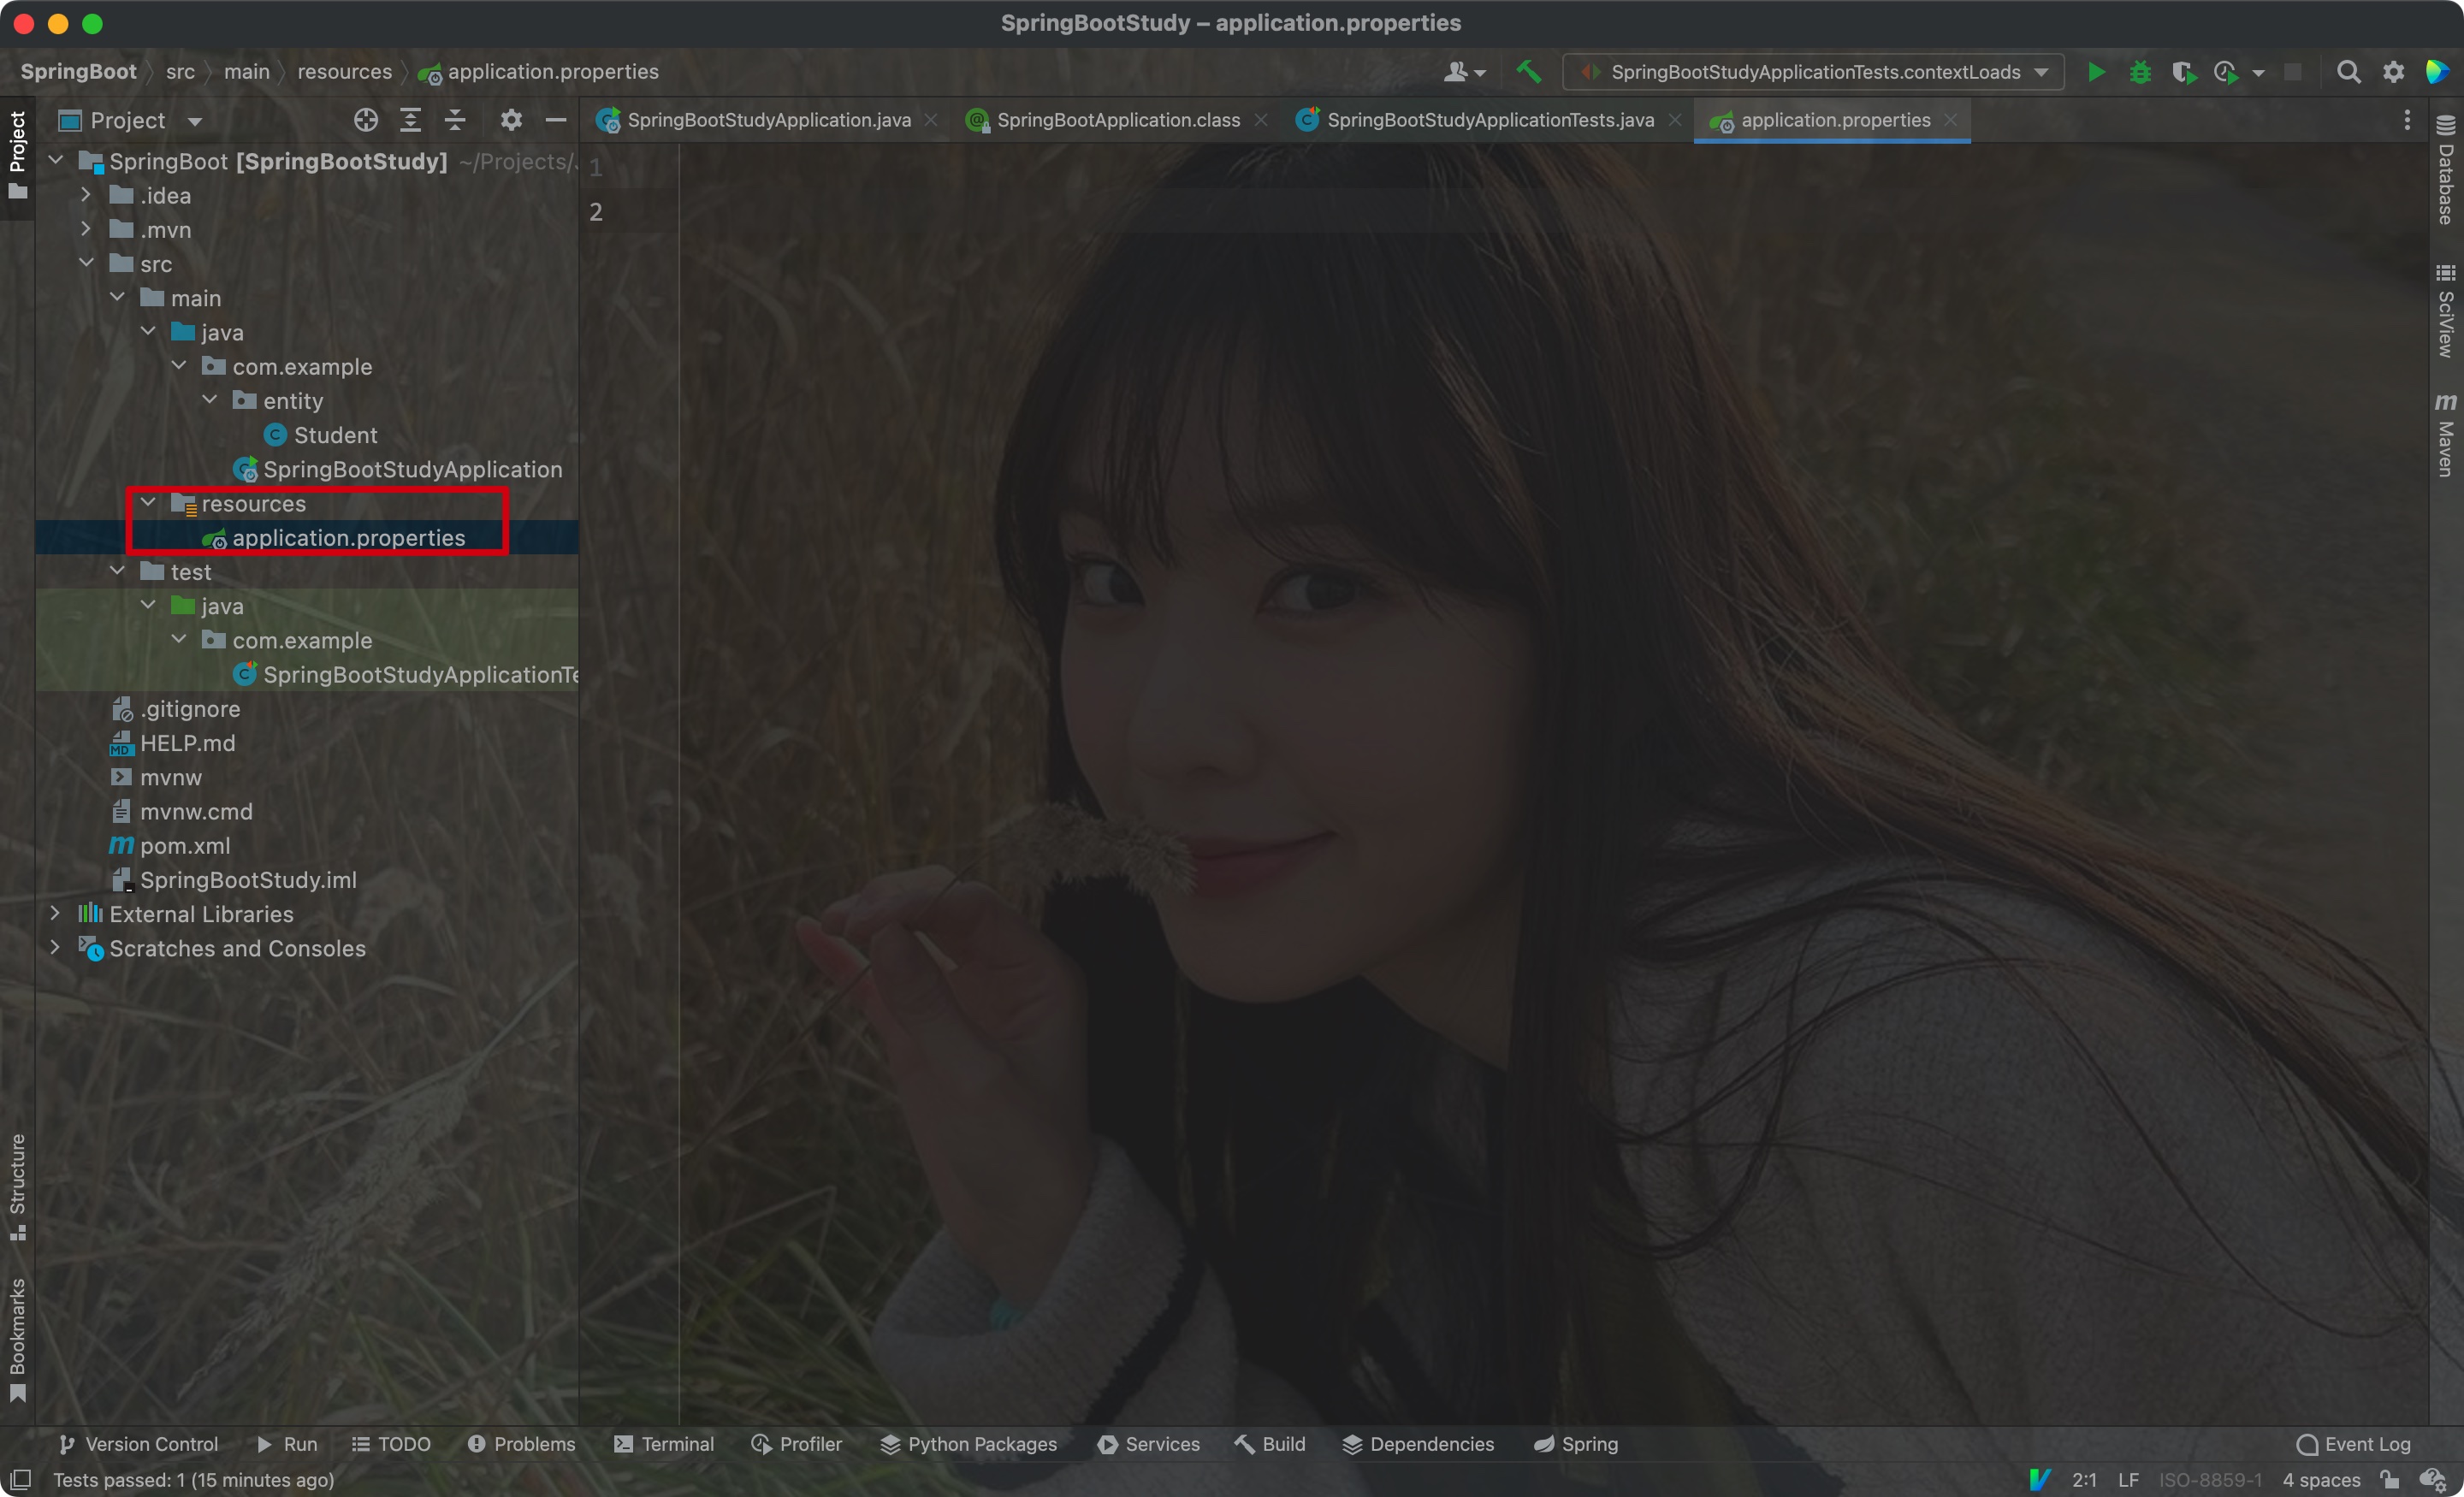 SpringBootStudy – application.properties
SpringBoot src main resources application.properties
SpringBootStudyApplicationTests.contextLoads
Project
Project
SpringBootStudyApplication.java
SpringBootApplication.class
SpringBootStudyApplicationTests.java
application.properties
SpringBoot [SpringBootStudy] ~/Projects/
.idea
.mvn
src
main
java
com.example
entity
Student
SpringBootStudyApplication
resources
application.properties
test
java
com.example
SpringBootStudyApplicationTe
.gitignore
HELP.md
mvnw
mvnw.cmd
pom.xml
SpringBootStudy.iml
External Libraries
Scratches and Consoles
1
2
Database
SciView
Maven
Structure
Bookmarks
Version Control Run TODO Problems Terminal Profiler Python Packages Services Build Dependencies Spring Event Log
Tests passed: 1 (15 minutes ago) 2:1 LF ISO-8859-1 4 spaces